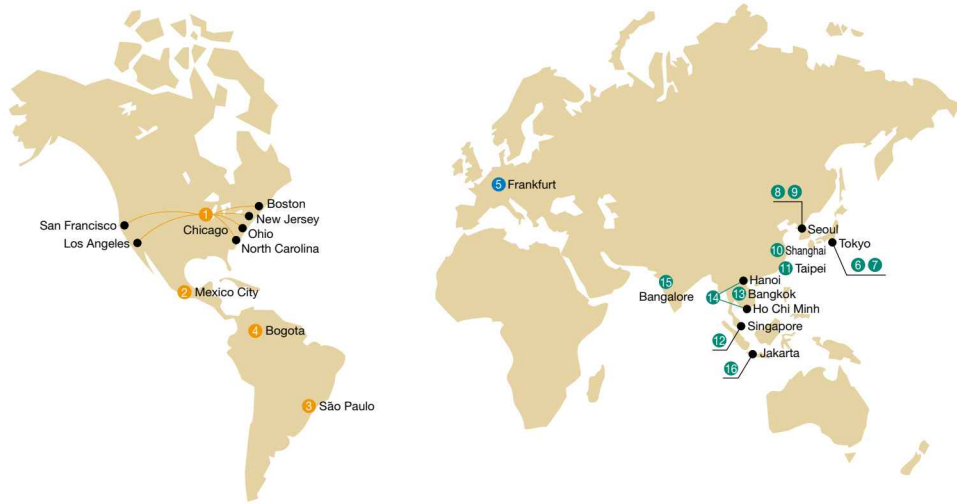 Boston
1
New Jersey
San Francisco
Chicago
Ohio
Los Angeles
North Carolina
2 Mexico City
4 Bogota
3 São Paulo
5 Frankfurt
8 9
Seoul
10 Shanghai
Tokyo
11 Taipei
6 7
15
Bangalore
Hanoi
14
13 Bangkok
Ho Chi Minh
Singapore
12
Jakarta
16